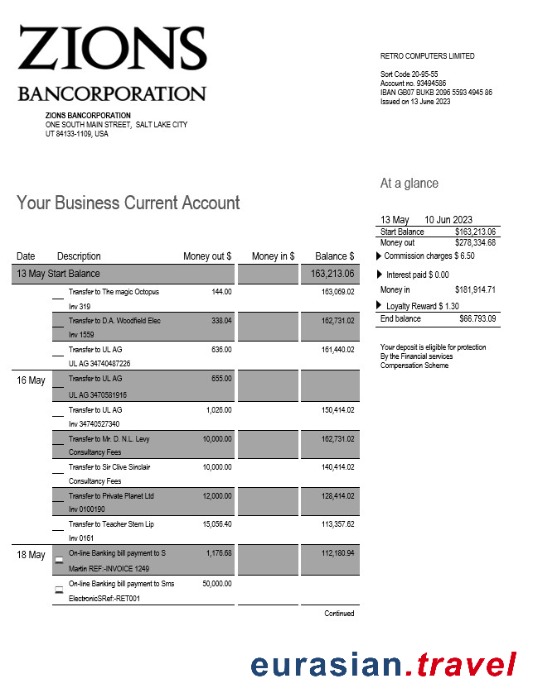 ZIONS
BANCORPORATION
ZIONS BANCORPORATION
ONE SOUTH MAIN STREET, SALT LAKE CITY
UT 84133-1109, USA
RETRO COMPUTERS LIMITED
Sort Code 20-95-55
Account no. 93494586
IBAN GB07 BUKB 2096 5593 4945 86
Issued on 13 June 2023
At a glance
Your Business Current Account
13 May 10 Jun 2023
Start Balance $163,213.06
Money out $278,334.68
Commission charges $ 6.50
Interest paid $ 0.00
Money in $181,914.71
Loyalty Reward $ 1.30
End balance $66.793.09
Your deposit is eligible for protection
By the Financial services
Compensation Scheme
Date Description Money out $ Money in $ Balance $
13 May Start Balance 163,213.06
Transfer to The magic Octopus 144.00 163,069.02
Inv 319
Transfer to D.A. Woodfield Elec 338.04 162,731.02
Inv 1559
Transfer to UL AG 636.00 161,440.02
UL AG 34740487226
16 May Transfer to UL AG 655.00
UL AG 3470581916
Transfer to UL AG 1,026.00 150,414.02
Inv 34740527340
Transfer to Mr. D. N.L. Levy 10,000.00 162,731.02
Consultancy Fees
Transfer to Sir Clive Sinclair 10,000.00 140,414.02
Consultancy Fees
Transfer to Private Planet Ltd 12,000.00 128,414.02
Inv 0100190
Transfer to Teacher Stern Lip 15,056.40 113,357.62
Inv 0161
18 May On-line Banking bill payment to S 1,176.68 112,180.94
Martin REF:-INVOICE 1249
On-line Banking bill payment to Sms 50,000.00
ElectronicSRef:-RET001
Continued
eurasian.travel